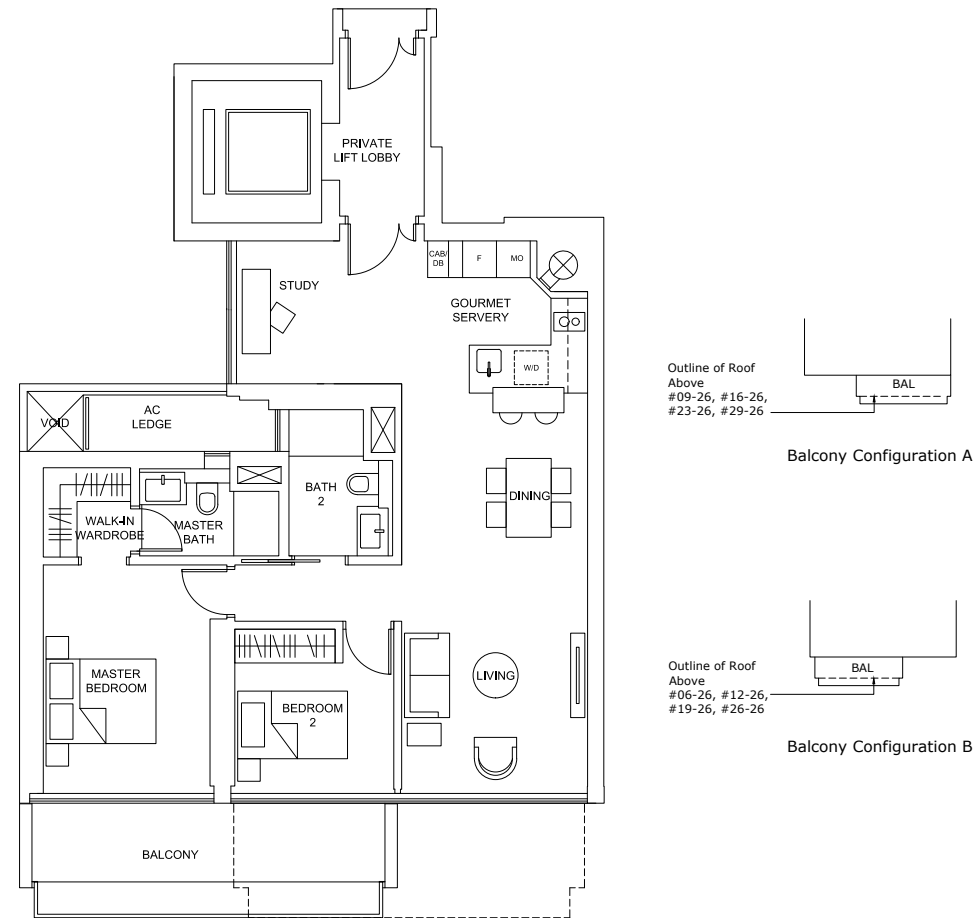 PRIVATE
LIFT LOBBY
CAB/
DB
F
MO
STUDY
GOURMET
SERVERY
W/D
VOID
AC
LEDGE
BATH
2
DINING
WALK-IN
WARDROBE
MASTER
BATH
MASTER
BEDROOM
BEDROOM
2
LIVING
BALCONY
Outline of Roof
Above
#09-26, #16-26,
#23-26, #29-26
BAL
Balcony Configuration A
Outline of Roof
Above
#06-26, #12-26,
#19-26, #26-26
BAL
Balcony Configuration B